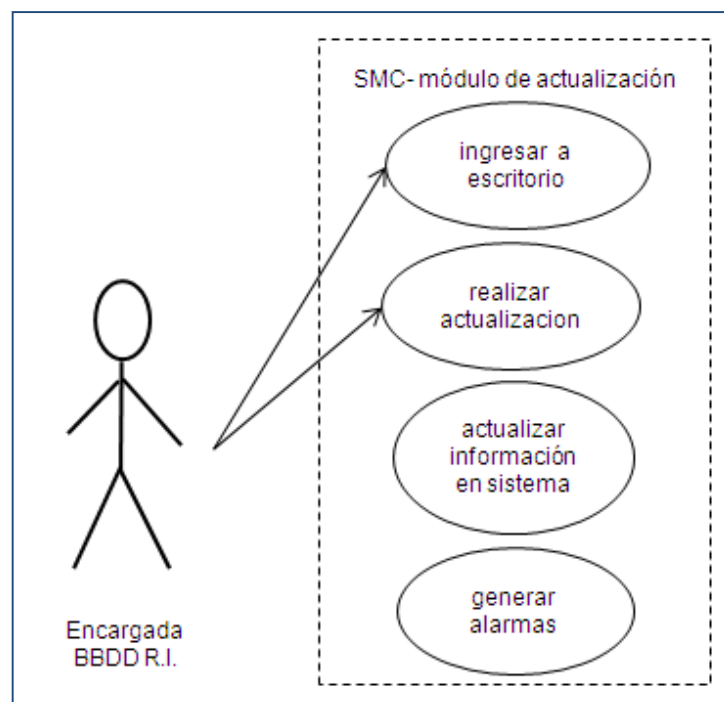 SMC- módulo de actualización
ingresar a
escritorio
realizar
actualizacion
actualizar
información
en sistema
generar
alarmas
Encargada
BBDD R.I.